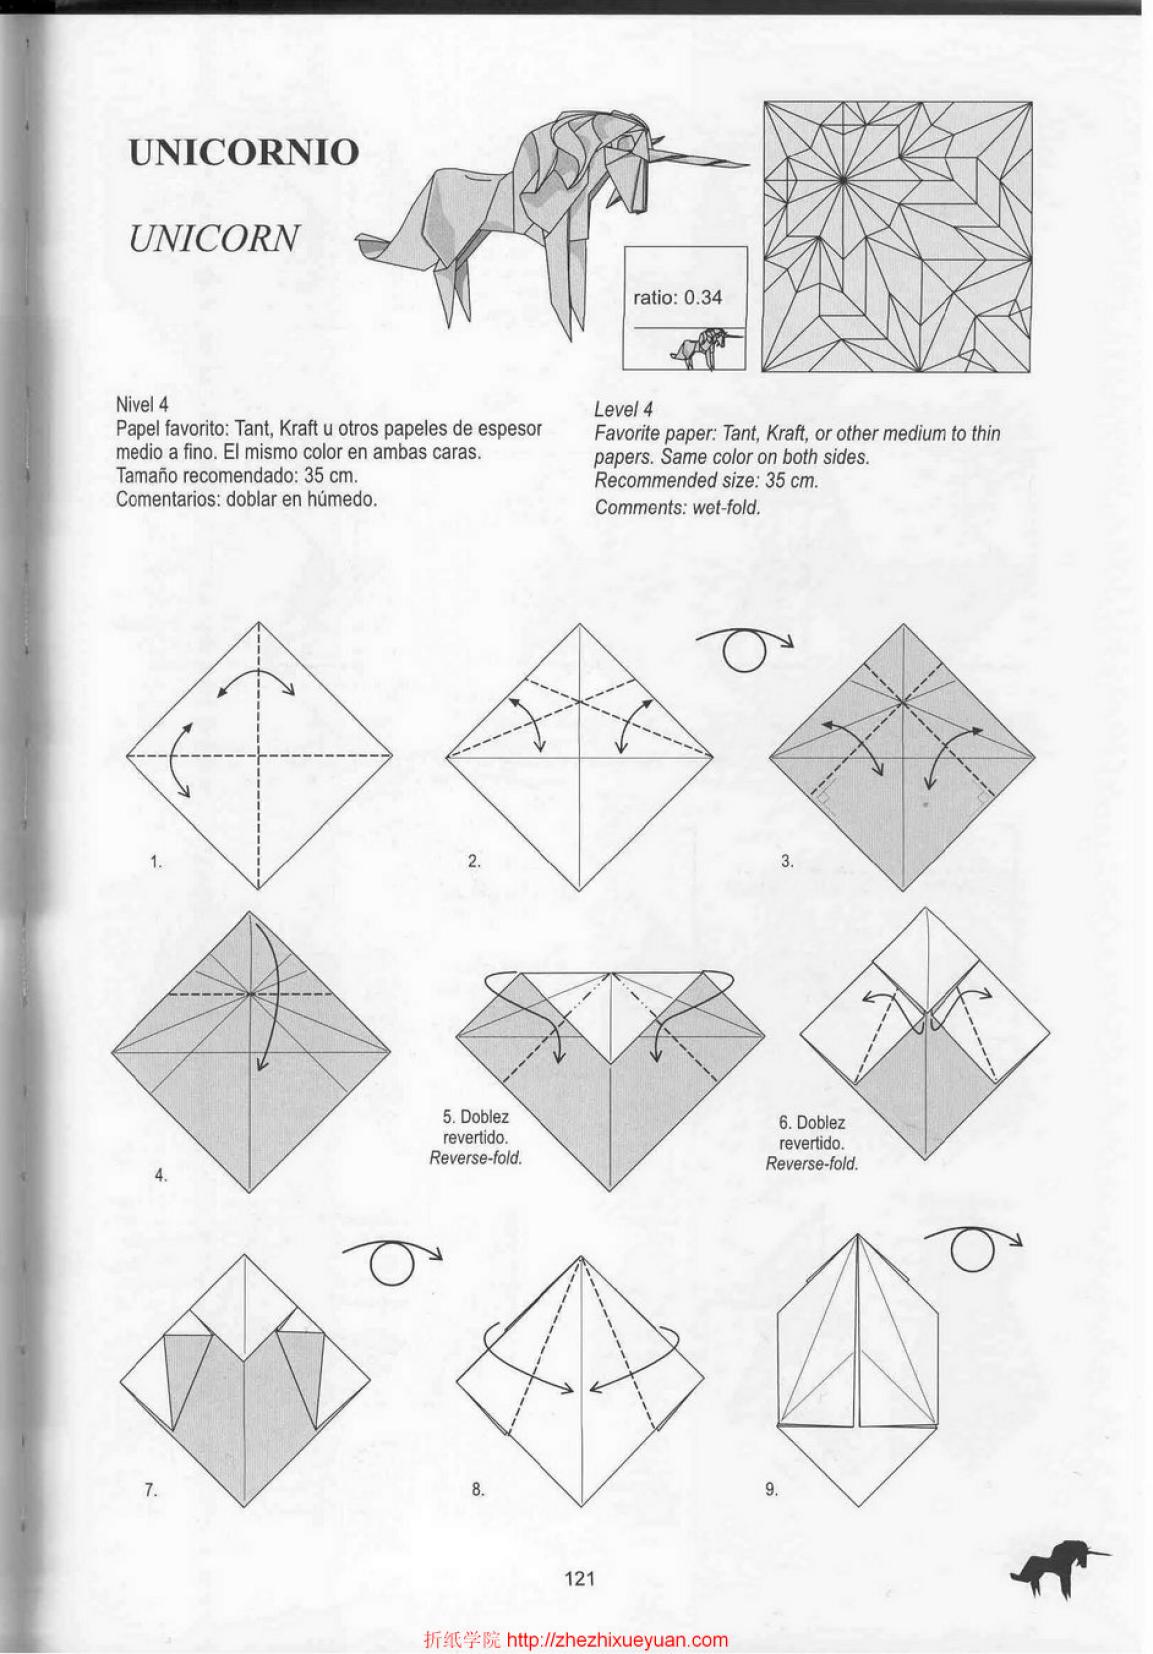 UNICORNIO
UNICORN
ratio: 0.34
Nivel 4
Papel favorito: Tant, Kraft u otros papeles de espesor
medio a fino. El mismo color en ambas caras.
Tamaño recomendado: 35 cm.
Comentarios: doblar en húmedo.
Level 4
Favorite paper: Tant, Kraft, or other medium to thin
papers. Same color on both sides.
Recommended size: 35 cm.
Comments: wet-fold.
1.
2.
3.
4.
5. Doblez
revertido.
Reverse-fold.
6. Doblez
revertido.
Reverse-fold.
7.
8.
9.
121
折纸学院 http://zhezhixueyuan.com